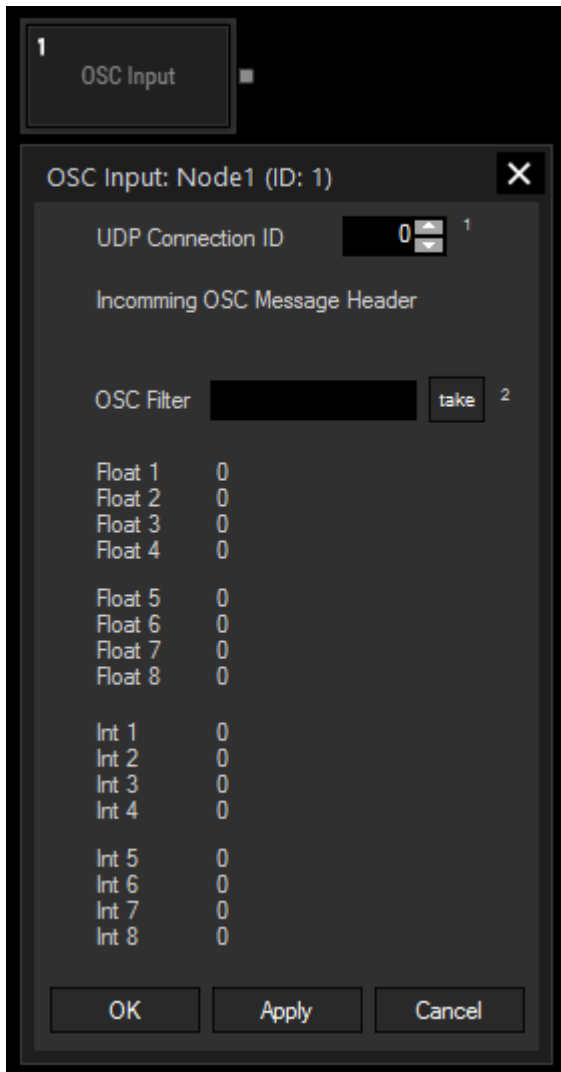 1
OSC Input
OSC Input: Node1 (ID: 1)
UDP Connection ID 0 1
Incomming OSC Message Header
OSC Filter take 2
Float 1 0
Float 2 0
Float 3 0
Float 4 0
Float 5 0
Float 6 0
Float 7 0
Float 8 0
Int 1 0
Int 2 0
Int 3 0
Int 4 0
Int 5 0
Int 6 0
Int 7 0
Int 8 0
OK Apply Cancel